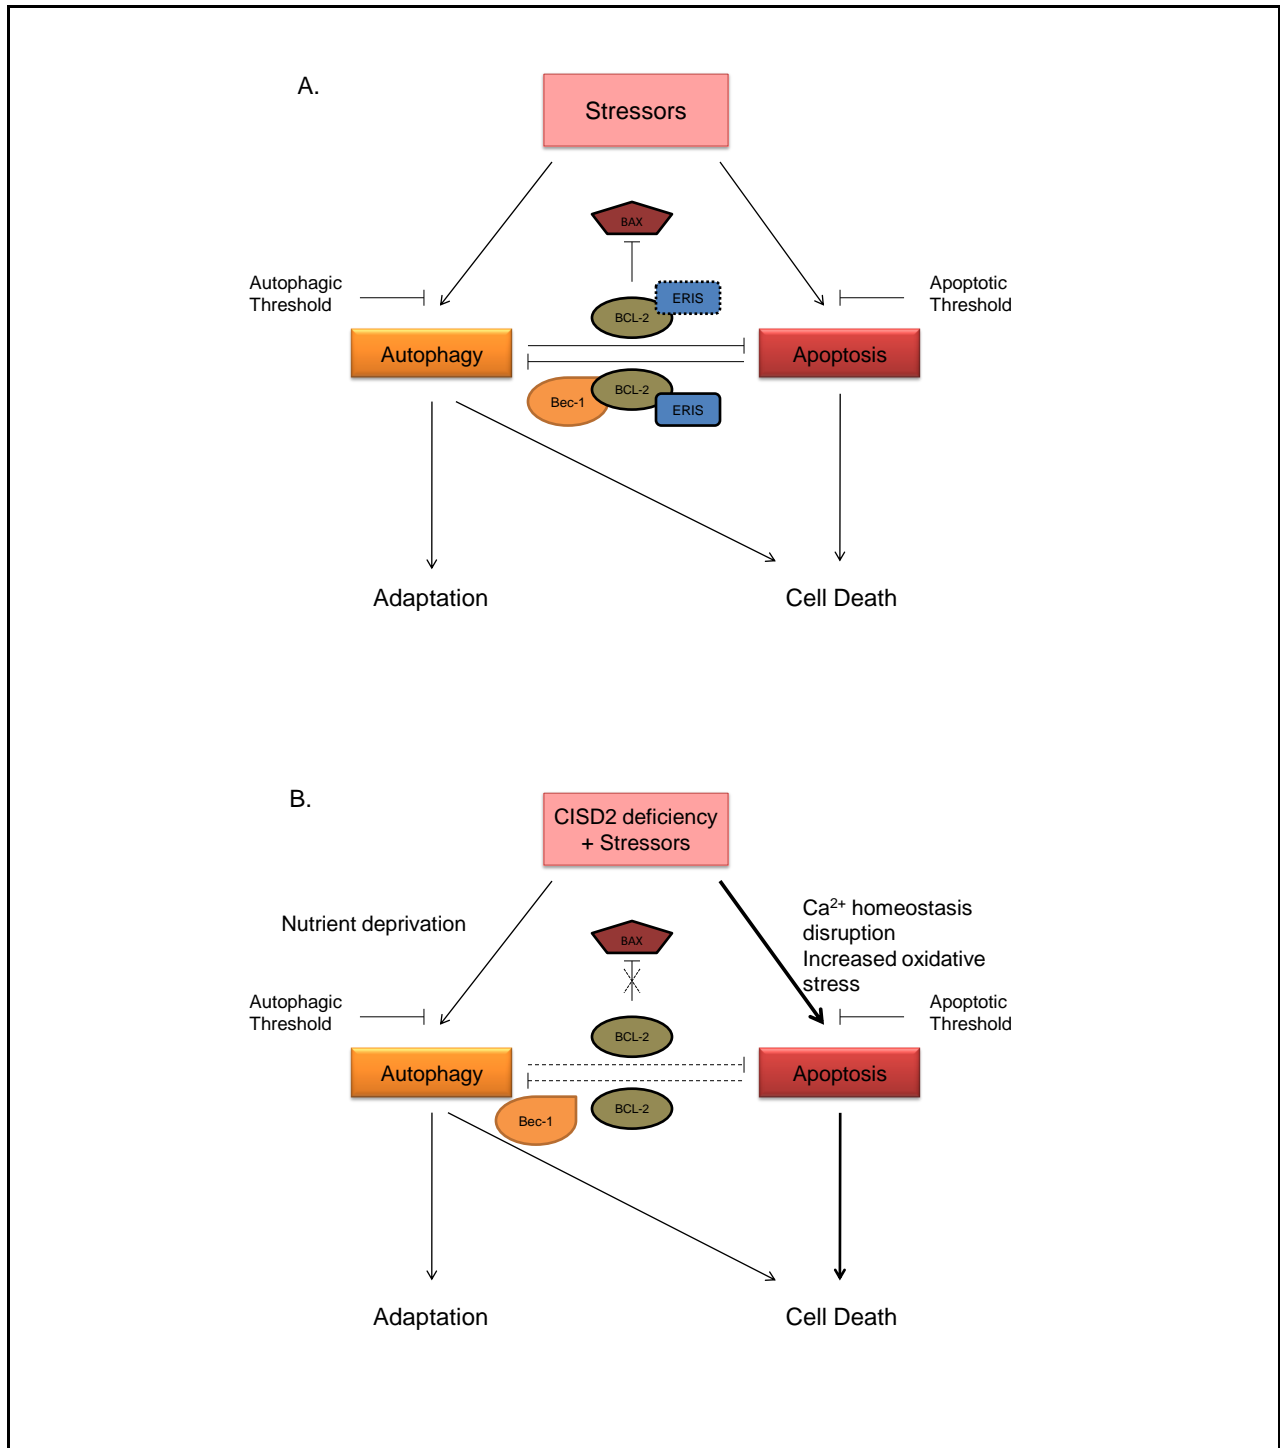 A.
Stressors
BAX
Autophagic
Threshold
Apoptotic
Threshold
ERIS
BCL-2
Autophagy
Apoptosis
Bec-1
BCL-2
ERIS
Adaptation
Cell Death
B.
CISD2 deficiency
+ Stressors
Nutrient deprivation
Ca²⁺ homeostasis
disruption
Increased oxidative
stress
BAX
Autophagic
Threshold
Apoptotic
Threshold
BCL-2
Autophagy
Apoptosis
Bec-1
BCL-2
Adaptation
Cell Death